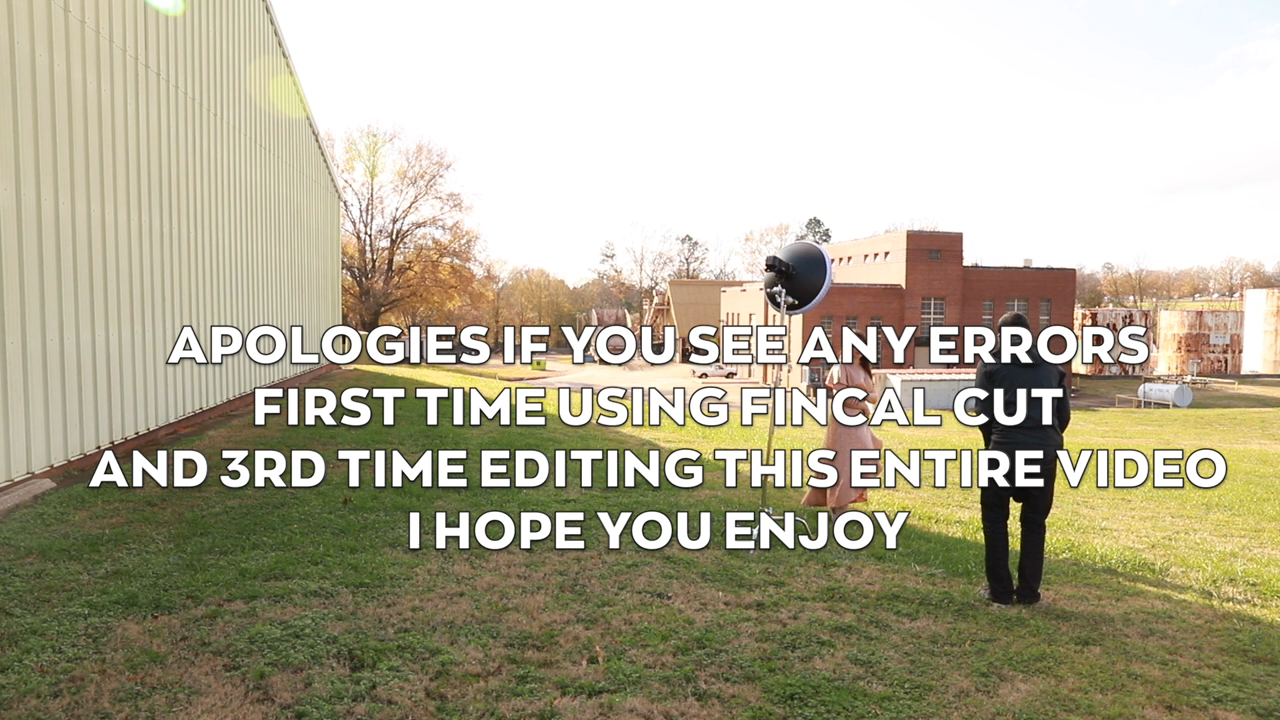 APOLOGIES IF YOU SEE ANY ERRORS
FIRST TIME USING FINCAL CUT
AND 3RD TIME EDITING THIS ENTIRE VIDEO
I HOPE YOU ENJOY